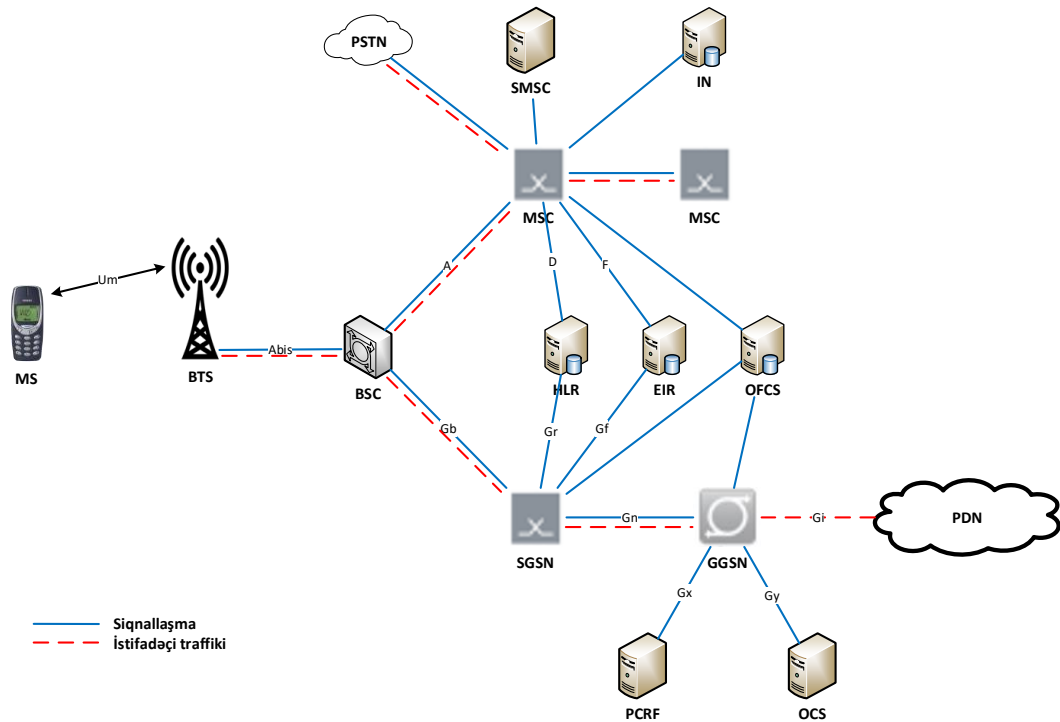 PSTN
SMSC
IN
MSC
MSC
Um
A
D
F
MS
BTS
Abis
BSC
HLR
EIR
OFCS
Gb
Gr
Gf
SGSN
Gn
GGSN
Gi
PDN
Gx
Gy
Siqnallaşma
İstifadəçi traffiki
PCRF
OCS